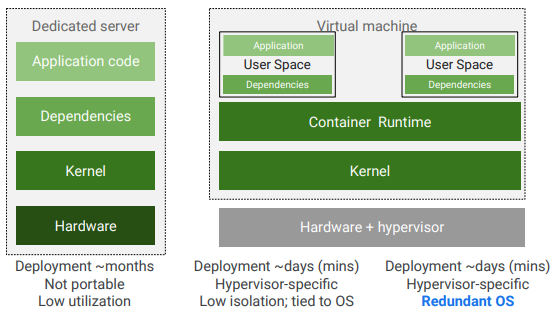 Dedicated server
Application code
Dependencies
Kernel
Hardware
Deployment ~months
Not portable
Low utilization
Virtual machine
Application
User Space
Dependencies
Application
User Space
Dependencies
Container Runtime
Kernel
Hardware + hypervisor
Deployment ~days (mins)
Hypervisor-specific
Low isolation; tied to OS
Deployment ~days (mins)
Hypervisor-specific
Redundant OS